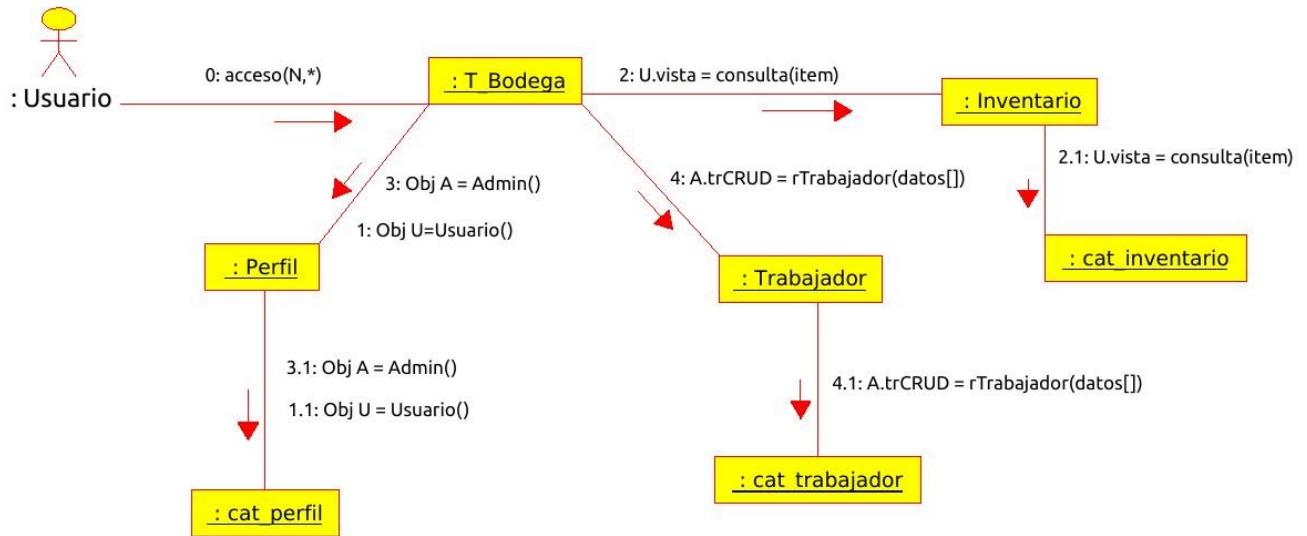 0: acceso(N,*)
: T_Bodega
2: U.vista = consulta(item)
: Usuario
: Inventario
2.1: U.vista = consulta(item)
3: Obj A = Admin()
4: A.trCRUD = rTrabajador(datos[])
1: Obj U=Usuario()
: Perfil
: Trabajador
: cat_inventario
3.1: Obj A = Admin()
4.1: A.trCRUD = rTrabajador(datos[])
1.1: Obj U = Usuario()
: cat_trabajador
: cat_perfil